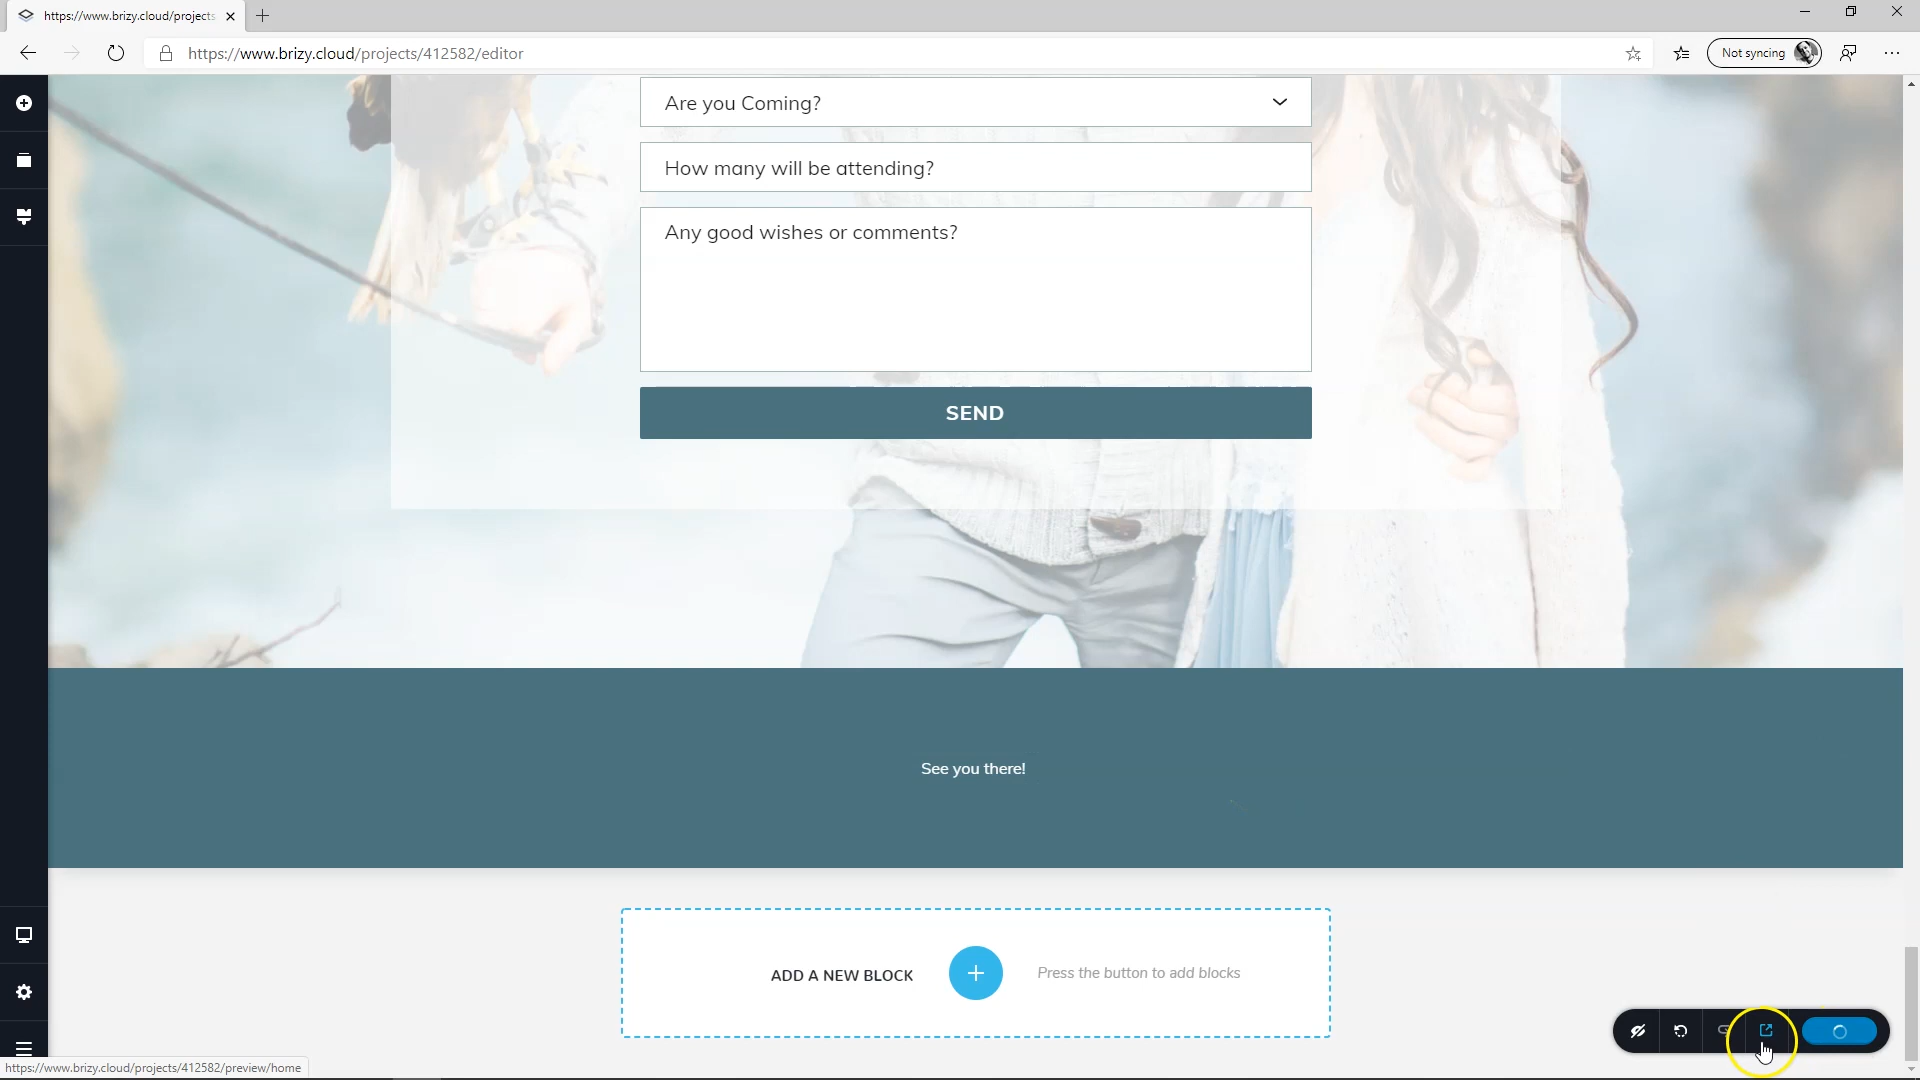 https://www.brizy.cloud/projects
https://www.brizy.cloud/projects/412582/editor
Not syncing
Are you Coming?
How many will be attending?
Any good wishes or comments?
SEND
See you there!
ADD A NEW BLOCK
Press the button to add blocks
https://www.brizy.cloud/projects/412582/preview/home